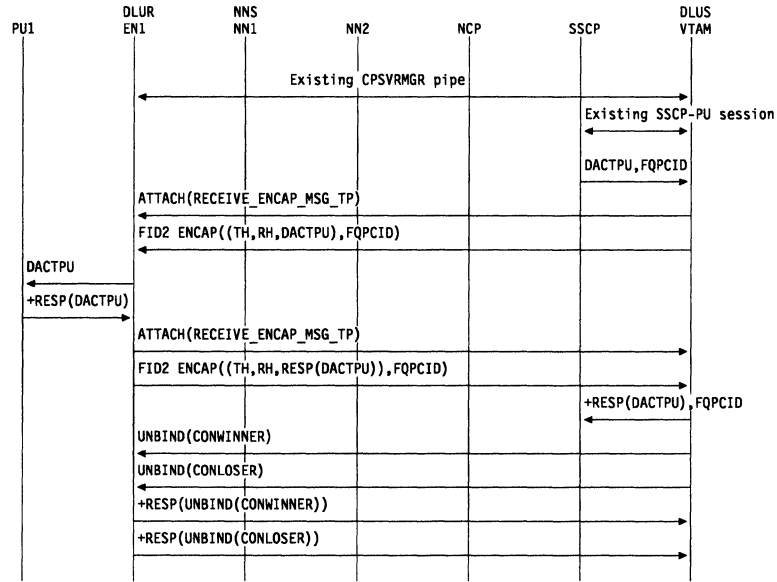 DLUR NNS DLUS
PU1 EN1 NN1 NN2 NCP SSCP VTAM
Existing CPSVRMGR pipe
Existing SSCP-PU session
DACTPU,FQPCID
ATTACH(RECEIVE_ENCAP_MSG_TP)
FID2 ENCAP((TH,RH,DACTPU),FQPCID)
DACTPU
+RESP(DACTPU)
ATTACH(RECEIVE_ENCAP_MSG_TP)
FID2 ENCAP((TH,RH,RESP(DACTPU)),FQPCID)
+RESP(DACTPU),FQPCID
UNBIND(CONWINNER)
UNBIND(CONLOSER)
+RESP(UNBIND(CONWINNER))
+RESP(UNBIND(CONLOSER))